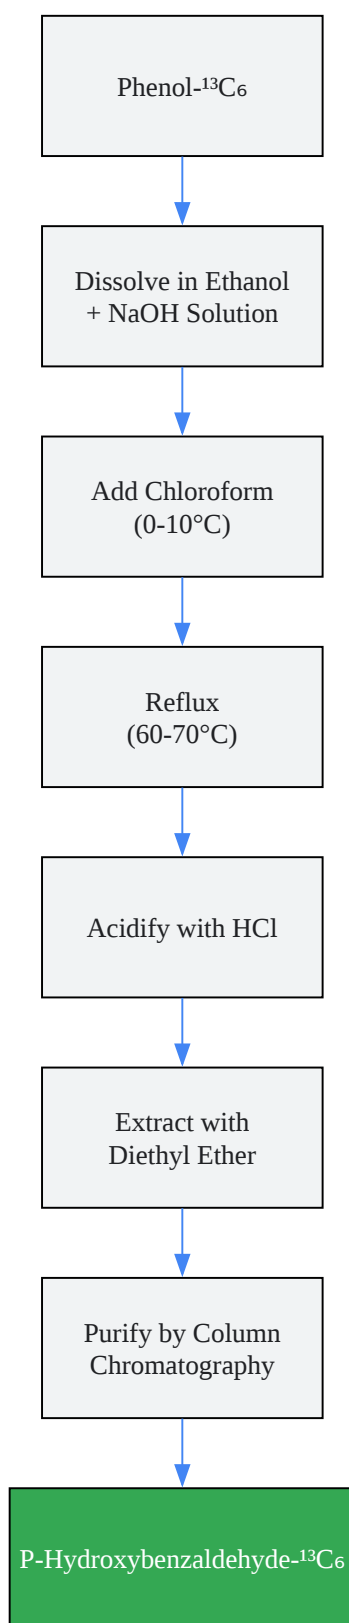 Phenol-¹³C₆
Dissolve in Ethanol
+ NaOH Solution
Add Chloroform
(0-10°C)
Reflux
(60-70°C)
Acidify with HCl
Extract with
Diethyl Ether
Purify by Column
Chromatography
P-Hydroxybenzaldehyde-¹³C₆